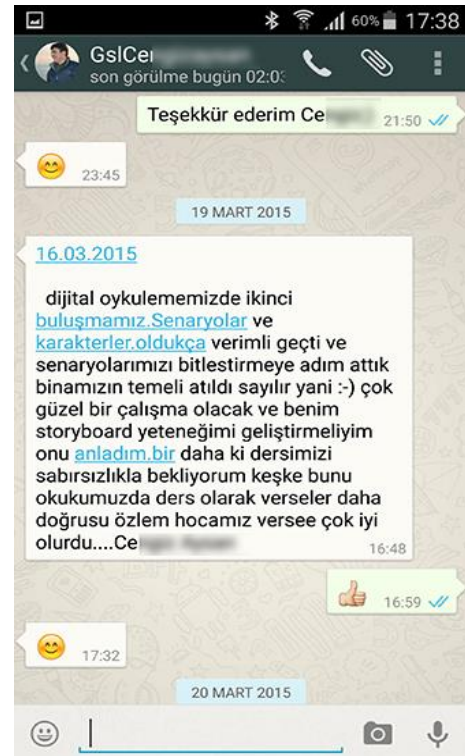 60% 17:38
GslCe
son görülme bugün 02:0
Teşekkür ederim Ce
21:50
23:45
19 MART 2015
16.03.2015
dijital oykulememizde ikinci
buluşmamız.Senaryolar ve
karakterler.oldukça verimli geçti ve
senaryolarımızı bitlestirmeye adım attık
binamızın temeli atıldı sayılır yani :-) çok
güzel bir çalışma olacak ve benim
storyboard yeteneğimi geliştirmeliyim
onu anladım.bir daha ki dersimizi
sabırsızlıkla bekliyorum keşke bunu
okukumuzda ders olarak verseler daha
doğrusu özlem hocamız versee çok iyi
olurdu....Ce
16:48
16:59
17:32
20 MART 2015